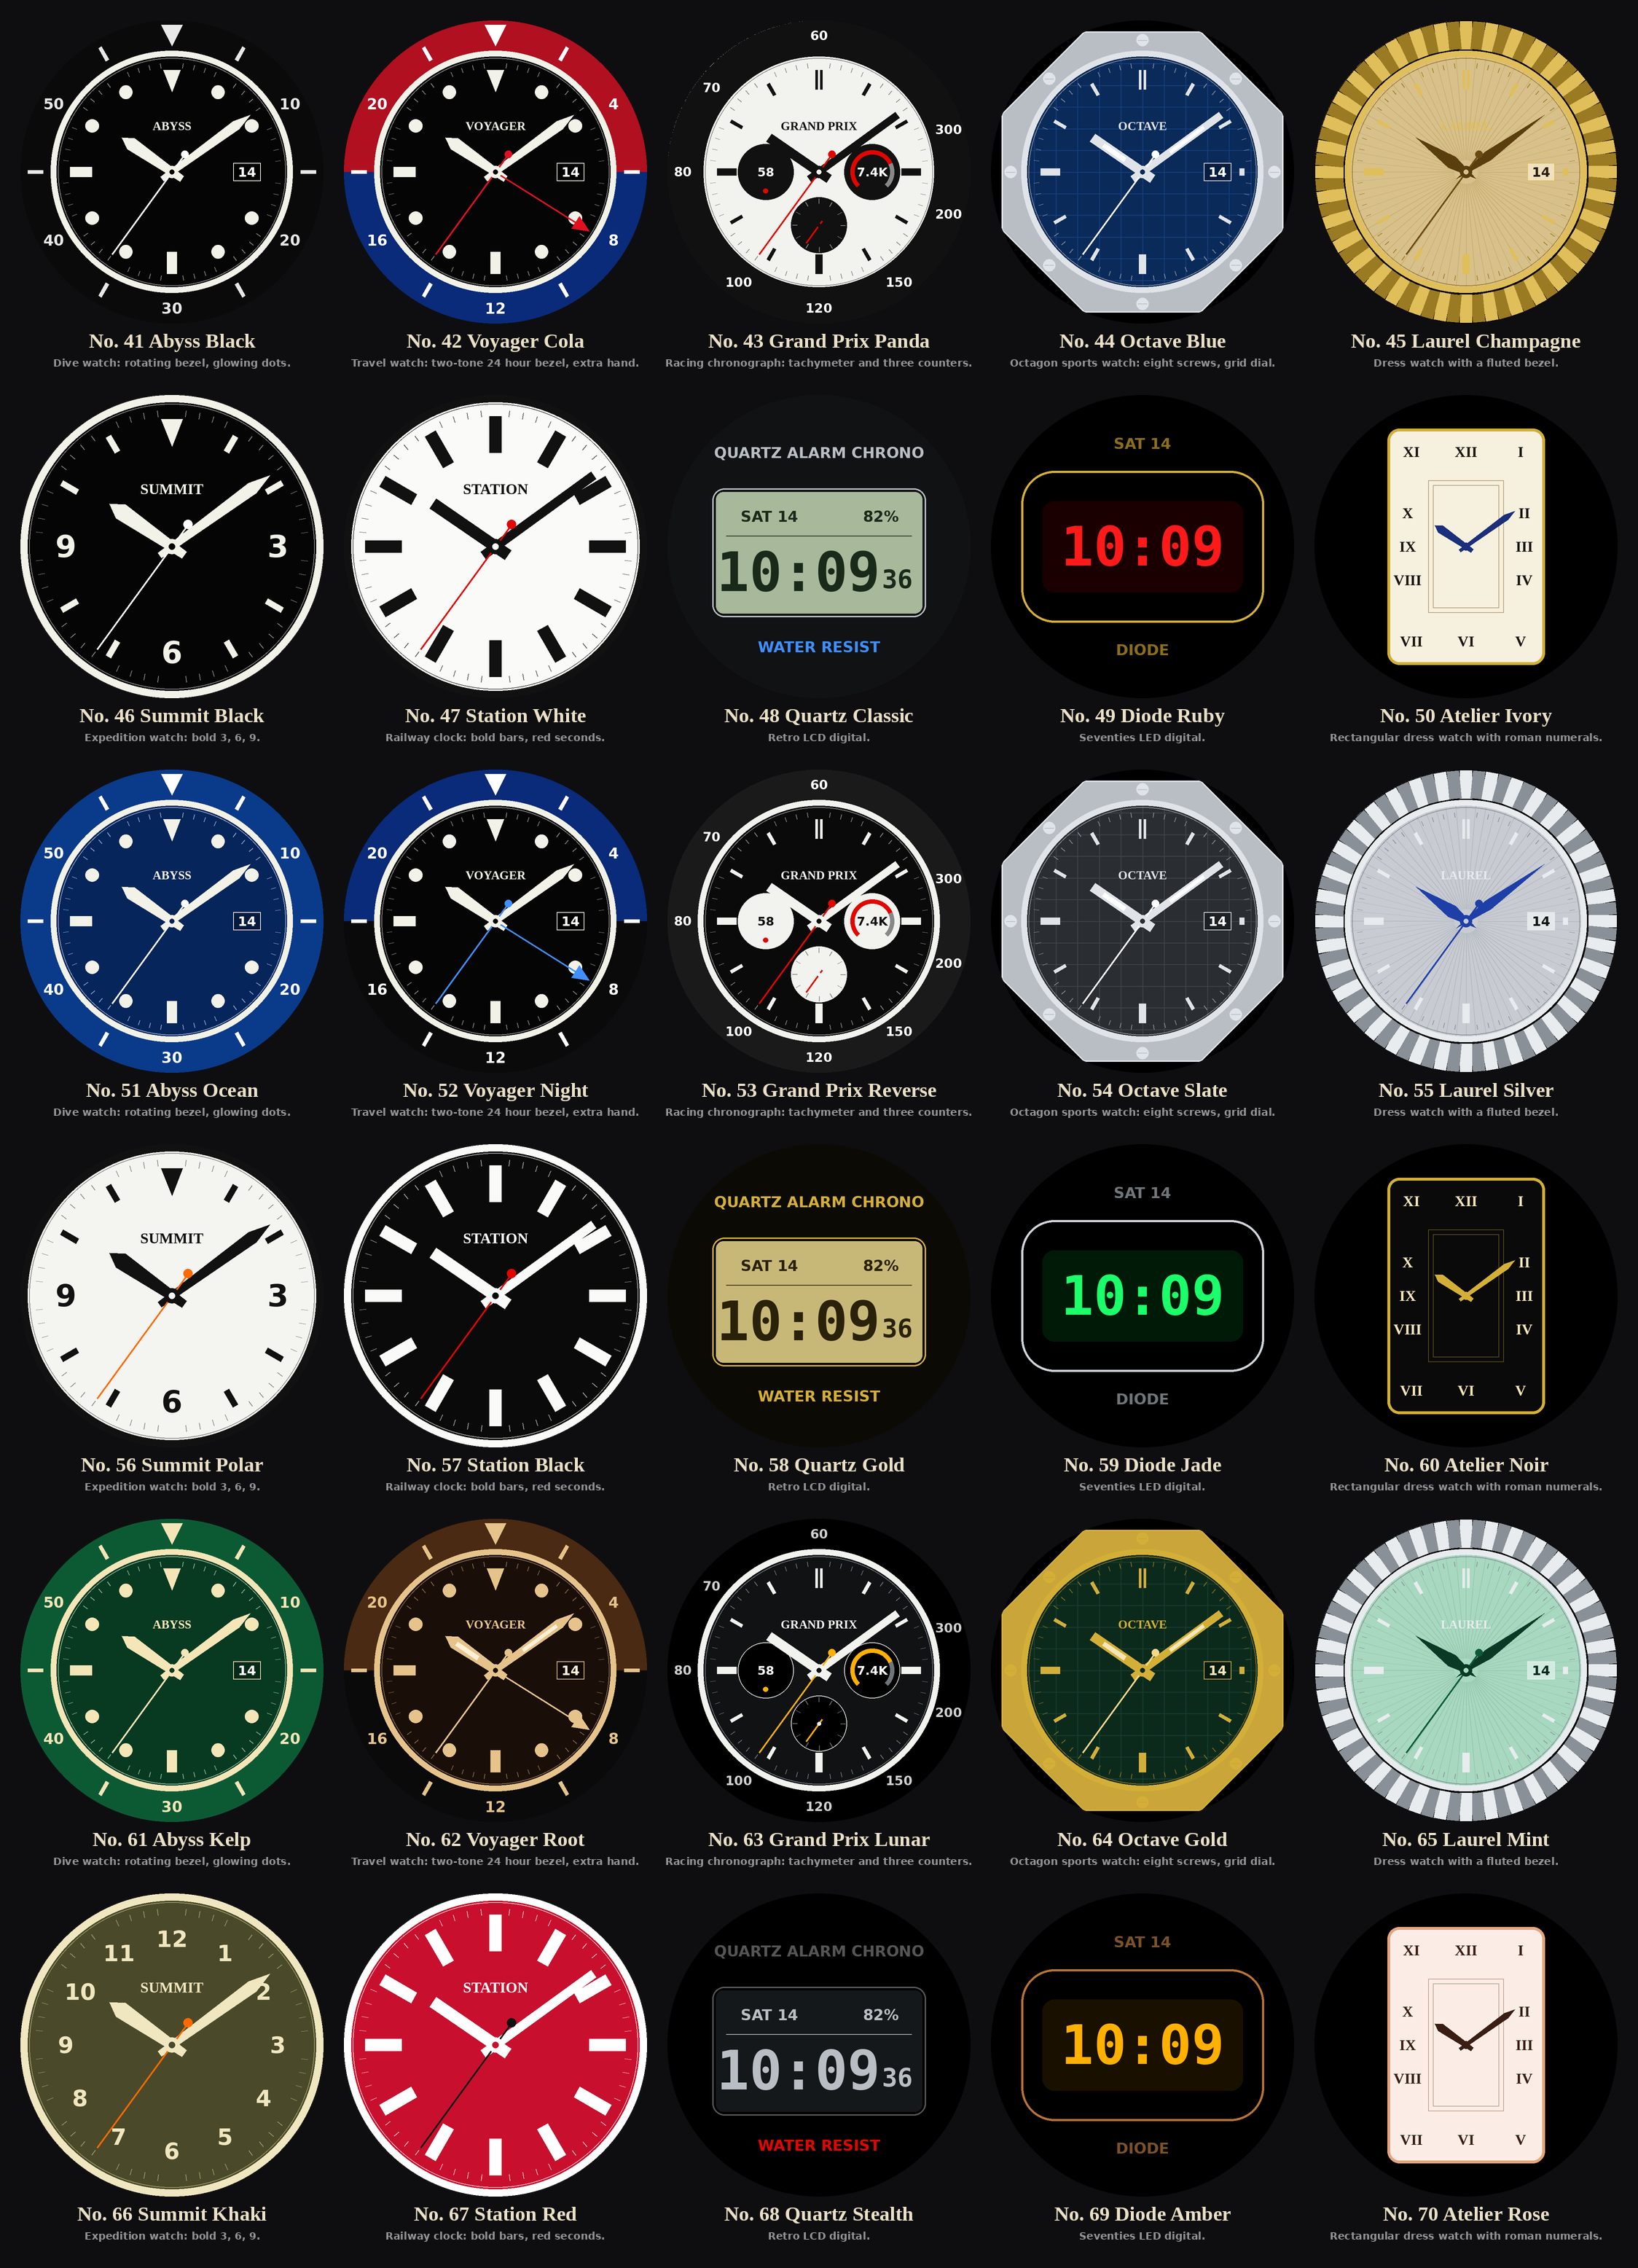 50
10
ABYSS
14
40
20
30
No. 41 Abyss Black
Dive watch: rotating bezel, glowing dots.
20
4
VOYAGER
14
16
8
12
No. 42 Voyager Cola
Travel watch: two-tone 24 hour bezel, extra hand.
60
70
GRAND PRIX
300
80
58
7.4K
200
100
150
120
No. 43 Grand Prix Panda
Racing chronograph: tachymeter and three counters.
OCTAVE
14
No. 44 Octave Blue
Octagon sports watch: eight screws, grid dial.
14
No. 45 Laurel Champagne
Dress watch with a fluted bezel.
SUMMIT
9
3
6
No. 46 Summit Black
Expedition watch: bold 3, 6, 9.
STATION
No. 47 Station White
Railway clock: bold bars, red seconds.
QUARTZ ALARM CHRONO
SAT 14 82%
10:09 36
WATER RESIST
No. 48 Quartz Classic
Retro LCD digital.
SAT 14
10:09
DIODE
No. 49 Diode Ruby
Seventies LED digital.
XI XII I
X II
IX III
VIII IV
VII VI V
No. 50 Atelier Ivory
Rectangular dress watch with roman numerals.
50
10
ABYSS
14
40
20
30
No. 51 Abyss Ocean
Dive watch: rotating bezel, glowing dots.
20
4
VOYAGER
14
16
8
12
No. 52 Voyager Night
Travel watch: two-tone 24 hour bezel, extra hand.
60
70
GRAND PRIX
300
80
58
7.4K
200
100
150
120
No. 53 Grand Prix Reverse
Racing chronograph: tachymeter and three counters.
OCTAVE
14
No. 54 Octave Slate
Octagon sports watch: eight screws, grid dial.
LAUREL
14
No. 55 Laurel Silver
Dress watch with a fluted bezel.
SUMMIT
9
3
6
No. 56 Summit Polar
Expedition watch: bold 3, 6, 9.
STATION
No. 57 Station Black
Railway clock: bold bars, red seconds.
QUARTZ ALARM CHRONO
SAT 14 82%
10:09 36
WATER RESIST
No. 58 Quartz Gold
Retro LCD digital.
SAT 14
10:09
DIODE
No. 59 Diode Jade
Seventies LED digital.
XI XII I
X II
IX III
VIII IV
VII VI V
No. 60 Atelier Noir
Rectangular dress watch with roman numerals.
50
10
ABYSS
14
40
20
30
No. 61 Abyss Kelp
Dive watch: rotating bezel, glowing dots.
20
4
VOYAGER
14
16
8
12
No. 62 Voyager Root
Travel watch: two-tone 24 hour bezel, extra hand.
60
70
GRAND PRIX
300
80
58
7.4K
200
100
150
120
No. 63 Grand Prix Lunar
Racing chronograph: tachymeter and three counters.
OCTAVE
14
No. 64 Octave Gold
Octagon sports watch: eight screws, grid dial.
LAUREL
14
No. 65 Laurel Mint
Dress watch with a fluted bezel.
12
11
1
SUMMIT
10
2
9
3
8
4
7
5
6
No. 66 Summit Khaki
Expedition watch: bold 3, 6, 9.
STATION
No. 67 Station Red
Railway clock: bold bars, red seconds.
QUARTZ ALARM CHRONO
SAT 14 82%
10:09 36
WATER RESIST
No. 68 Quartz Stealth
Retro LCD digital.
SAT 14
10:09
DIODE
No. 69 Diode Amber
Seventies LED digital.
XI XII I
X II
IX III
VIII IV
VII VI V
No. 70 Atelier Rose
Rectangular dress watch with roman numerals.